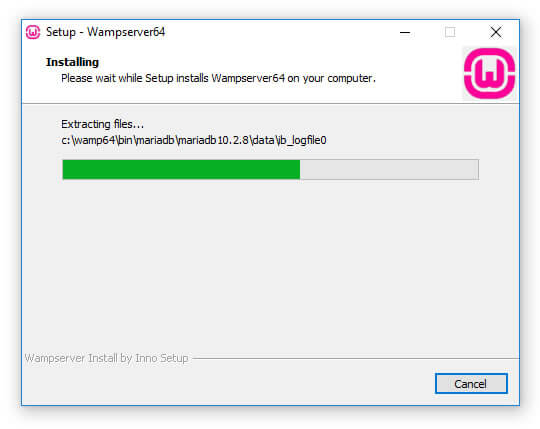 Setup - Wampserver64
Installing
Please wait while Setup installs Wampserver64 on your computer.
Extracting files...
c:\wamp64\bin\mariadb\mariadb10.2.8\data\ib_logfile0
Wampserver Install by Inno Setup
Cancel